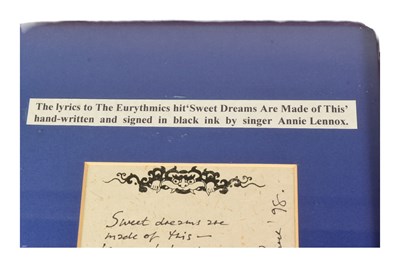 The lyrics to The Eurythmics hit'Sweet Dreams Are Made of This'
hand-written and signed in black ink by singer Annie Lennox.
Sweet dreams are
made of this —
'98.